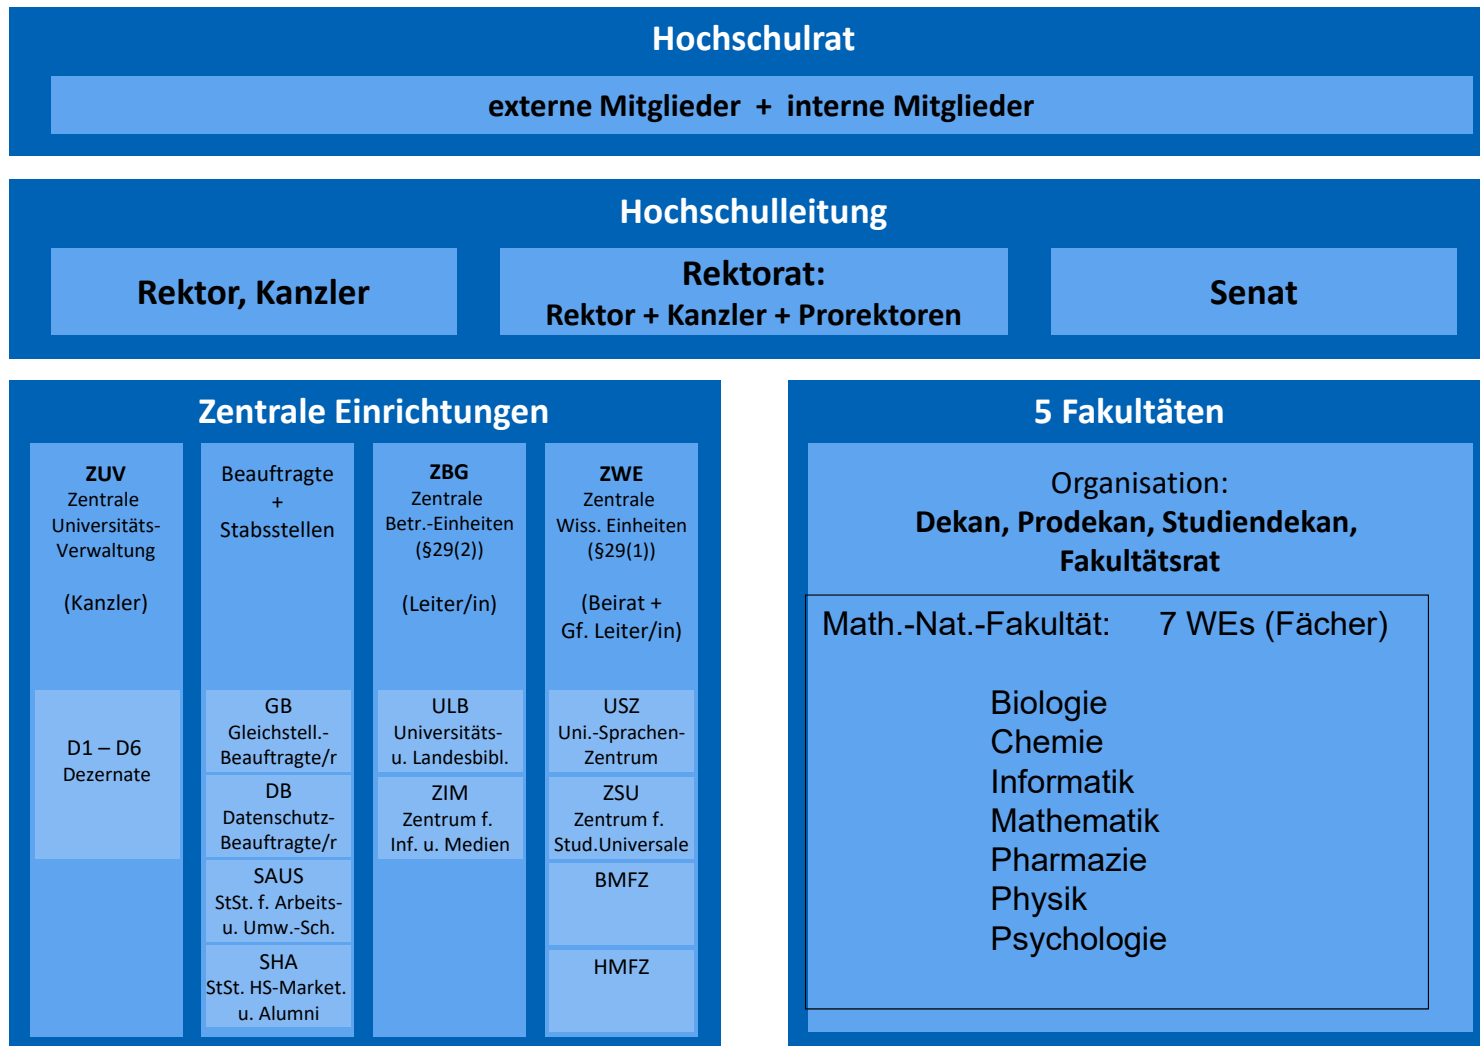 Hochschulrat
externe Mitglieder + interne Mitglieder
Hochschulleitung
Rektor, Kanzler
Rektorat:
Rektor + Kanzler + Prorektoren
Senat
Zentrale Einrichtungen
ZUV
Zentrale
Universitäts-
Verwaltung
(Kanzler)
D1 – D6
Dezernate
Beauftragte
+
Stabsstellen
GB
Gleichstell.-
Beauftragte/r
DB
Datenschutz-
Beauftragte/r
SAUS
StSt. f. Arbeits-
u. Umw.-Sch.
SHA
StSt. HS-Market.
u. Alumni
ZBG
Zentrale
Betr.-Einheiten
(§29(2))
(Leiter/in)
ULB
Universitäts-
u. Landesbibl.
ZIM
Zentrum f.
Inf. u. Medien
ZWE
Zentrale
Wiss. Einheiten
(§29(1))
(Beirat +
Gf. Leiter/in)
USZ
Uni.-Sprachen-
Zentrum
ZSU
Zentrum f.
Stud.Universale
BMFZ
HMFZ
5 Fakultäten
Organisation:
Dekan, Prodekan, Studiendekan,
Fakultätsrat
Math.-Nat.-Fakultät: 7 WEs (Fächer)
Biologie
Chemie
Informatik
Mathematik
Pharmazie
Physik
Psychologie